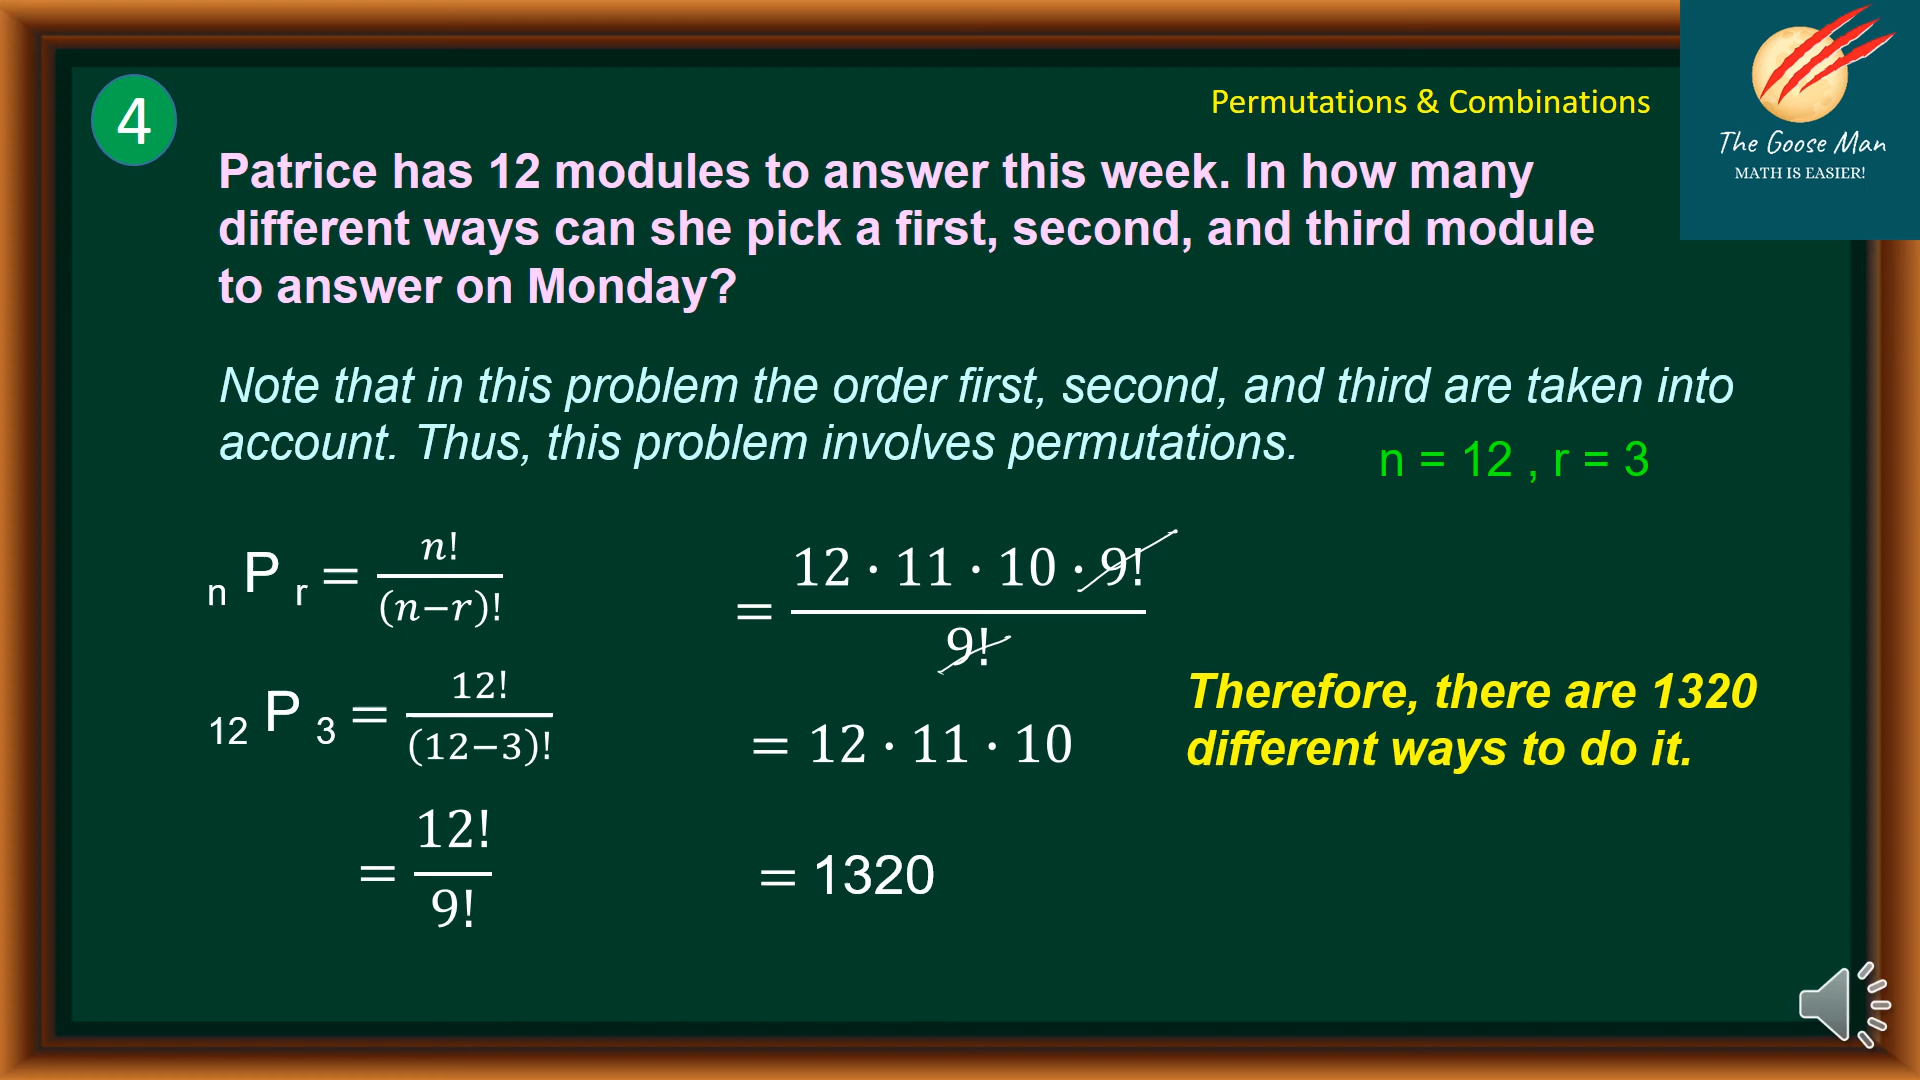 4
Permutations & Combinations
The Goose Man
MATH IS EASIER!
Patrice has 12 modules to answer this week. In how many
different ways can she pick a first, second, and third module
to answer on Monday?
Note that in this problem the order first, second, and third are taken into
account. Thus, this problem involves permutations.
n = 12 , r = 3
n P r = n! / (n−r)!
12 P 3 = 12! / (12−3)!
= 12! / 9!
= 12 · 11 · 10 · 9! / 9!
= 12 · 11 · 10
= 1320
Therefore, there are 1320
different ways to do it.